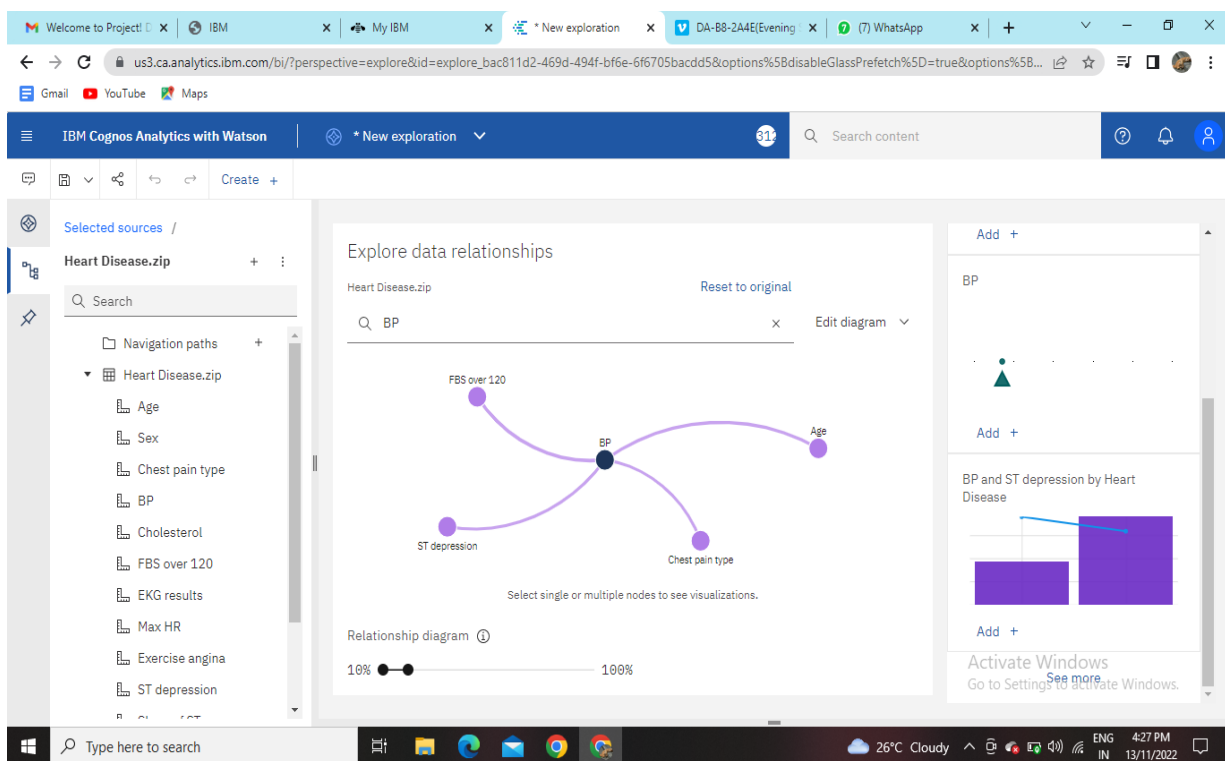 Welcome to Project! D
IBM
My IBM
* New exploration
DA-B8-2A4E(Evening
(7) WhatsApp
us3.ca.analytics.ibm.com/bi/?perspective=explore&id=explore_bac811d2-469d-494f-bf6e-6f6705bacdd5&options%5BdisableGlassPrefetch%5D=true&options%5B...
Gmail
YouTube
Maps
IBM Cognos Analytics with Watson
* New exploration
Search content
Create +
Selected sources /
Heart Disease.zip
Search
Navigation paths
Heart Disease.zip
Age
Sex
Chest pain type
BP
Cholesterol
FBS over 120
EKG results
Max HR
Exercise angina
ST depression
Explore data relationships
Heart Disease.zip
Reset to original
BP
Edit diagram
FBS over 120
BP
Age
ST depression
Chest pain type
Select single or multiple nodes to see visualizations.
Relationship diagram
10%
100%
Add +
BP
Add +
BP and ST depression by Heart
Disease
Add +
See more
Activate Windows
Go to Settings to activate Windows.
Type here to search
26°C Cloudy
ENG
IN
4:27 PM
13/11/2022